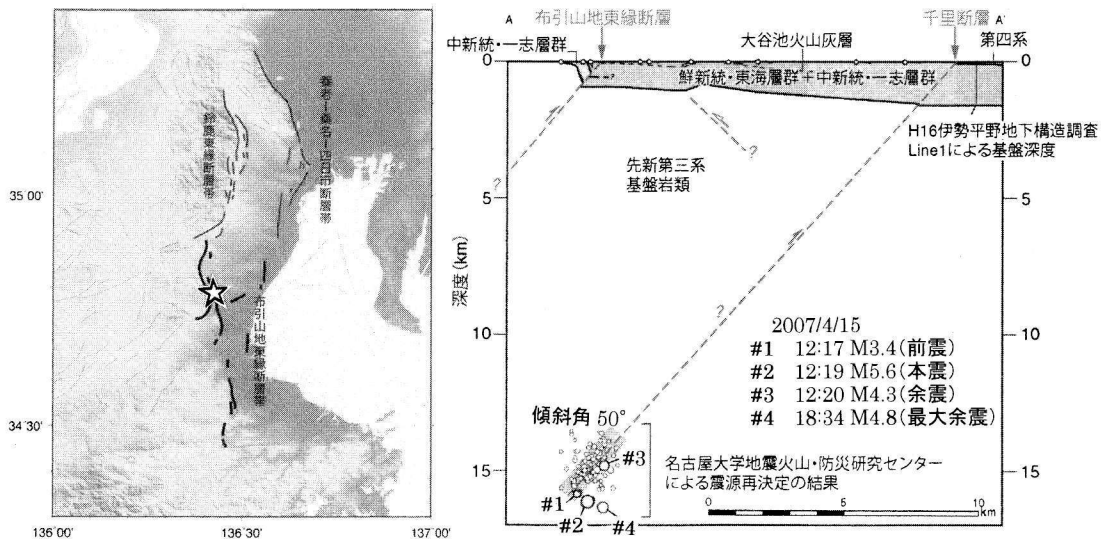 鈴鹿東縁断層帯
養老－桑名－四日市断層帯
布引山地東縁断層帯
35°00'
34°30'
136°00'
136°30'
137°00'
A
布引山地東縁断層
千里断層
A'
中新統・一志層群
大谷池火山灰層
第四系
鮮新統・東海層群＋中新統・一志層群
H16伊勢平野地下構造調査
Line1による基盤深度
先新第三系
基盤岩類
?
?
?
深度(km)
0
5
10
15
0
5
10
15
2007/4/15
#1 12:17 M3.4(前震)
#2 12:19 M5.6(本震)
#3 12:20 M4.3(余震)
#4 18:34 M4.8(最大余震)
傾斜角 50°
#3
#1
#2
#4
名古屋大学地震火山・防災研究センター
による震源再決定の結果
0 5 10
km